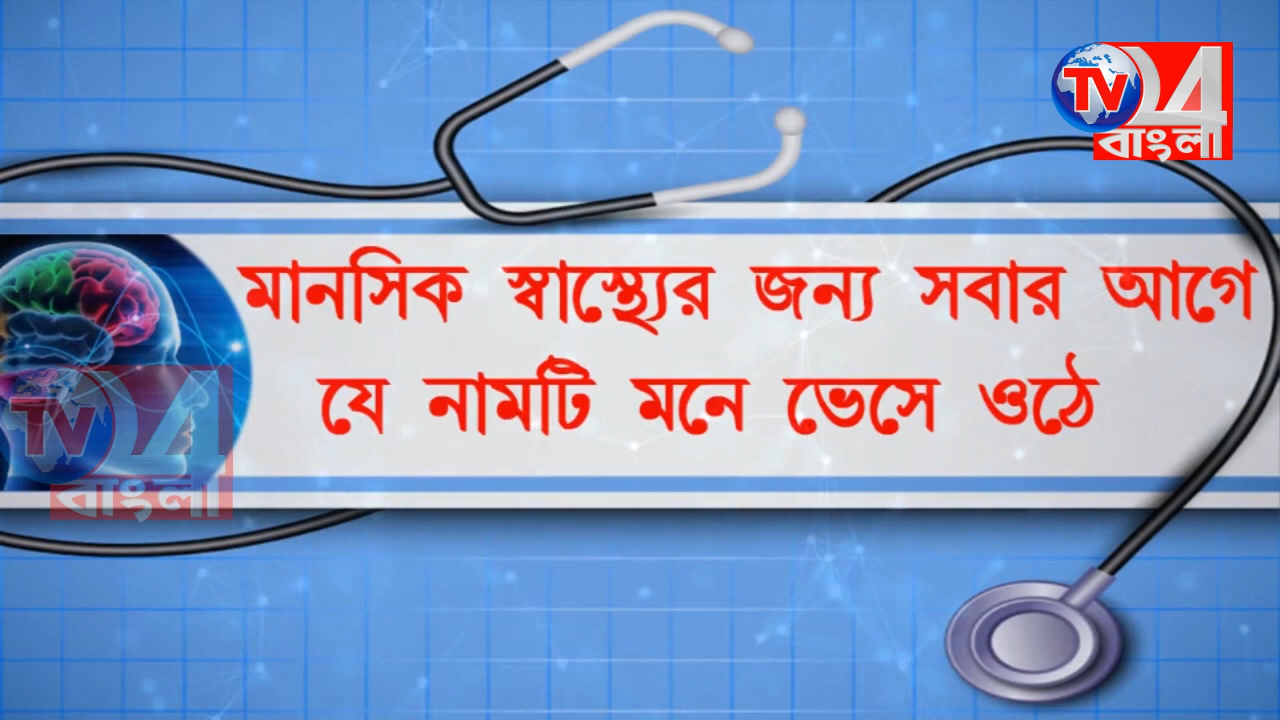 TV 24
বাংলা
মানসিক স্বাস্থ্যের জন্য সবার আগে
যে নামটি মনে ভেসে ওঠে
TV 24
বাংলা